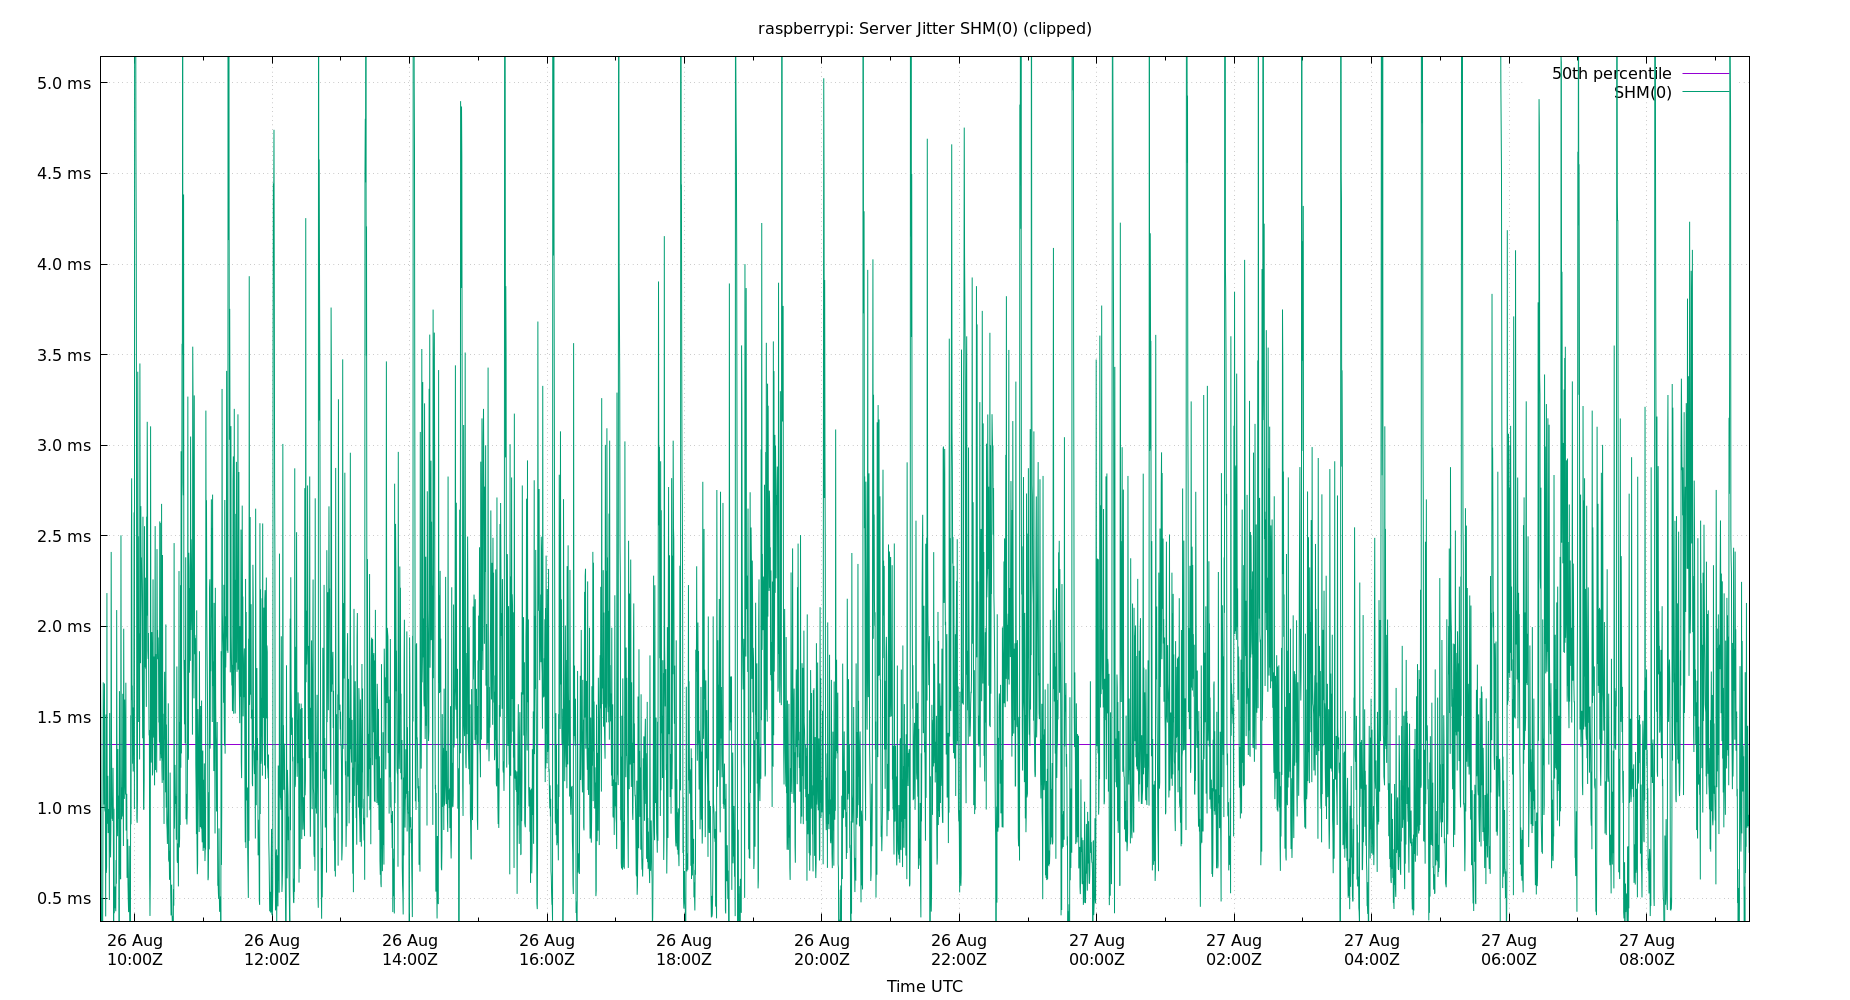 raspberrypi: Server Jitter SHM(0) (clipped)
50th percentile
SHM(0)
5.0 ms
4.5 ms
4.0 ms
3.5 ms
3.0 ms
2.5 ms
2.0 ms
1.5 ms
1.0 ms
0.5 ms
26 Aug 26 Aug 26 Aug 26 Aug 26 Aug 26 Aug 26 Aug 27 Aug 27 Aug 27 Aug 27 Aug 27 Aug
10:00Z 12:00Z 14:00Z 16:00Z 18:00Z 20:00Z 22:00Z 00:00Z 02:00Z 04:00Z 06:00Z 08:00Z
Time UTC